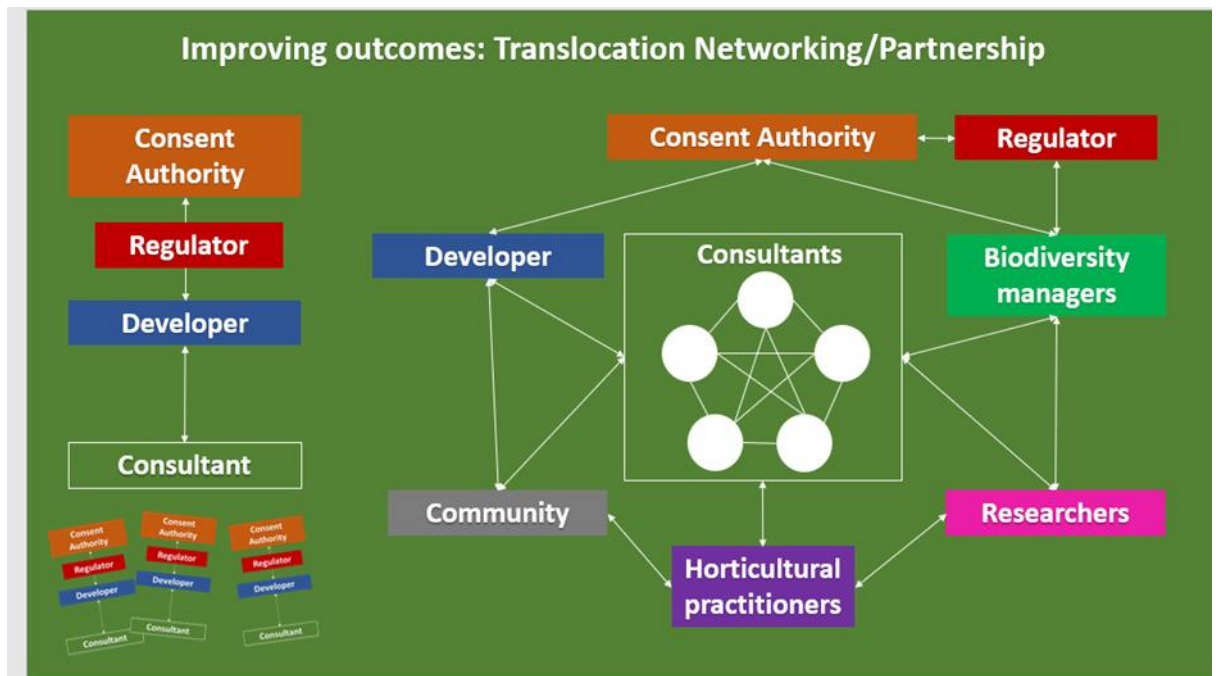 Improving outcomes: Translocation Networking/Partnership
Consent
Authority
Regulator
Developer
Consultant
Consent
Authority
Regulator
Developer
Consultant
Consent
Authority
Regulator
Developer
Consultant
Consent
Authority
Regulator
Developer
Consultant
Consent Authority
Regulator
Developer
Consultants
Biodiversity
managers
Community
Researchers
Horticultural
practitioners